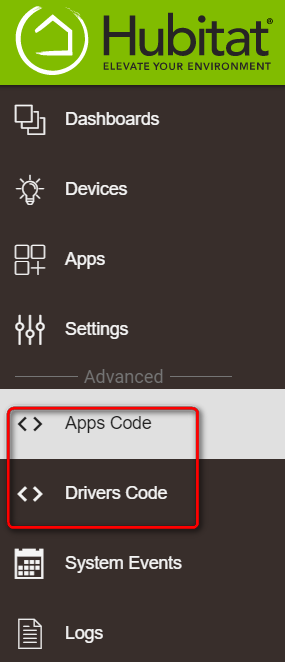 Hubitat®
ELEVATE YOUR ENVIRONMENT
Dashboards
Devices
Apps
Settings
Advanced
Apps Code
Drivers Code
System Events
Logs